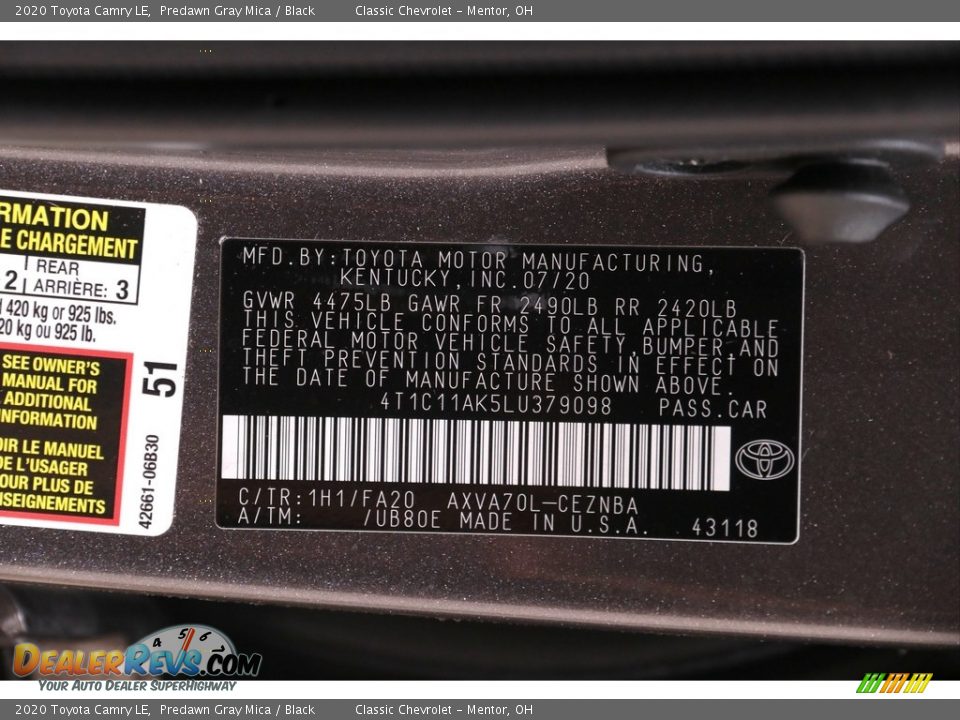 2020 Toyota Camry LE,  Predawn Gray Mica / Black        Classic Chevrolet - Mentor, OH
RMATION
E CHARGEMENT
2 | REAR
ARRIÈRE: 3
420 kg or 925 lbs.
20 kg ou 925 lb.
SEE OWNER'S
MANUAL FOR
ADDITIONAL
INFORMATION
OIR LE MANUEL
DE L'USAGER
OUR PLUS DE
NSEIGNEMENTS
51
42661-06B30
MFD.BY:TOYOTA MOTOR MANUFACTURING,
KENTUCKY,INC.07/20
GVWR 4475LB GAWR FR 2490LB RR 2420LB
THIS VEHICLE CONFORMS TO ALL APPLICABLE
FEDERAL MOTOR VEHICLE SAFETY,BUMPER,AND
THEFT PREVENTION STANDARDS IN EFFECT ON
THE DATE OF MANUFACTURE SHOWN ABOVE.
4T1C11AK5LU379098 PASS.CAR
C/TR:1H1/FA20 AXVA70L-CEZNBA
A/TM: /UB80E MADE IN U.S.A. 43118
4 5 6
DEALERREVS.COM
YOUR AUTO DEALER SUPERHIGHWAY
2020 Toyota Camry LE,  Predawn Gray Mica / Black        Classic Chevrolet - Mentor, OH